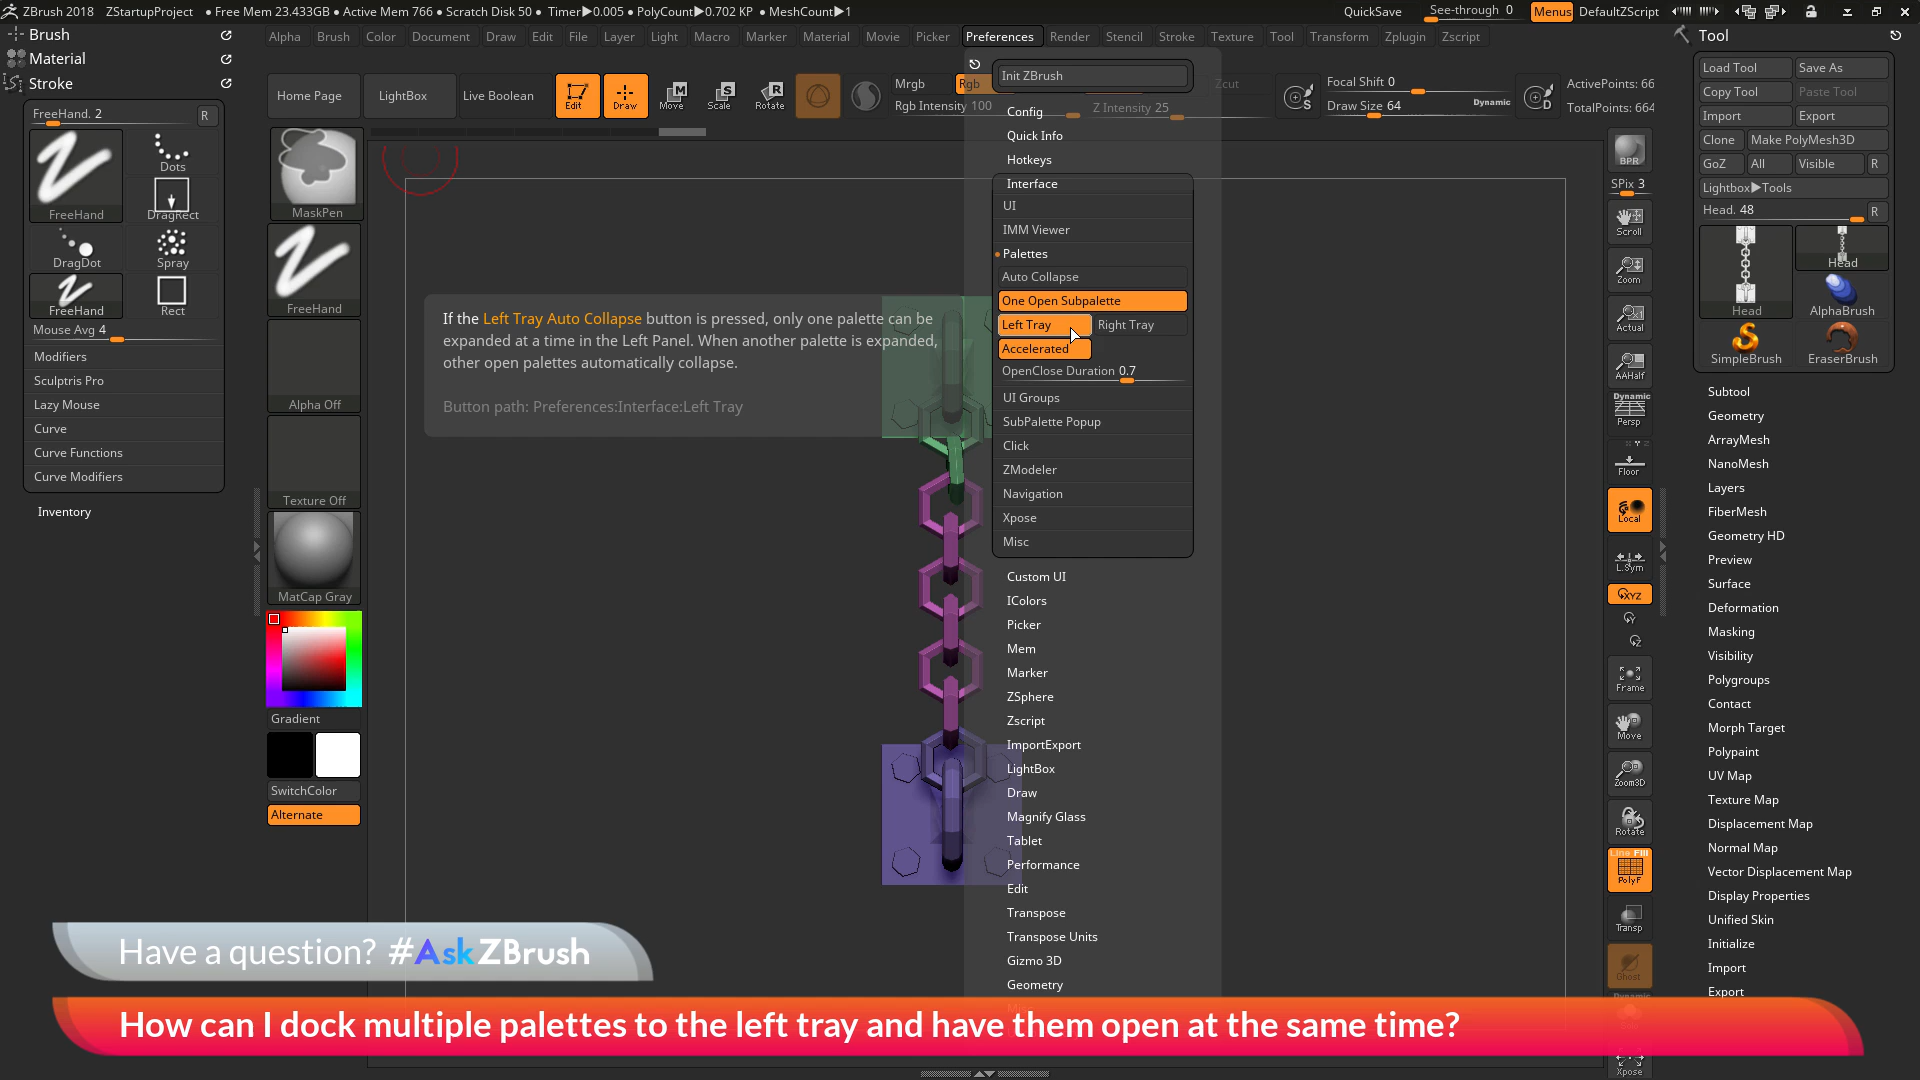 ZBrush 2018 ZStartupProject • Free Mem 23.433GB • Active Mem 766 • Scratch Disk 50 • Timer▶0.005 • PolyCount▶0.702 KP • MeshCount▶1 QuickSave See-through 0 Menus DefaultZScript
Alpha Brush Color Document Draw Edit File Layer Light Macro Marker Material Movie Picker Preferences Render Stencil Stroke Texture Tool Transform Zplugin Zscript
Brush
Material
Stroke
FreeHand. 2 R
FreeHand
Dots
DragRect
DragDot
Spray
FreeHand
Rect
Mouse Avg 4
Modifiers
Sculptris Pro
Lazy Mouse
Curve
Curve Functions
Curve Modifiers
Inventory
Home Page LightBox Live Boolean Edit Draw Move Scale Rotate
Mrgb Rgb Zcut
Rgb Intensity 100 Z Intensity 25
Focal Shift 0
Draw Size 64 Dynamic
S
D
ActivePoints: 66
TotalPoints: 664
MaskPen
FreeHand
Alpha Off
Texture Off
MatCap Gray
Gradient
SwitchColor
Alternate
If the Left Tray Auto Collapse button is pressed, only one palette can be
expanded at a time in the Left Panel. When another palette is expanded,
other open palettes automatically collapse.
Button path: Preferences:Interface:Left Tray
Init ZBrush
Config
Quick Info
Hotkeys
Interface
UI
IMM Viewer
Palettes
Auto Collapse
One Open Subpalette
Left Tray Right Tray
Accelerated
OpenClose Duration 0.7
UI Groups
SubPalette Popup
Click
ZModeler
Navigation
Xpose
Misc
Custom UI
IColors
Picker
Mem
Marker
ZSphere
Zscript
ImportExport
LightBox
Draw
Magnify Glass
Tablet
Performance
Edit
Transpose
Transpose Units
Gizmo 3D
Geometry
BPR
SPix 3
Scroll
Zoom
Actual
AAHalf
Dynamic
Persp
Floor
Local
L.Sym
XYZ
Y
Z
Frame
Move
Zoom3D
Rotate
Line Fill
PolyF
Transp
Ghost
Dynamic
Xpose
Tool
Load Tool Save As
Copy Tool Paste Tool
Import Export
Clone Make PolyMesh3D
GoZ All Visible R
Lightbox▶Tools
Head. 48 R
Head
Head
AlphaBrush
SimpleBrush
EraserBrush
Subtool
Geometry
ArrayMesh
NanoMesh
Layers
FiberMesh
Geometry HD
Preview
Surface
Deformation
Masking
Visibility
Polygroups
Contact
Morph Target
Polypaint
UV Map
Texture Map
Displacement Map
Normal Map
Vector Displacement Map
Display Properties
Unified Skin
Initialize
Import
Export
Have a question? #AskZBrush
How can I dock multiple palettes to the left tray and have them open at the same time?